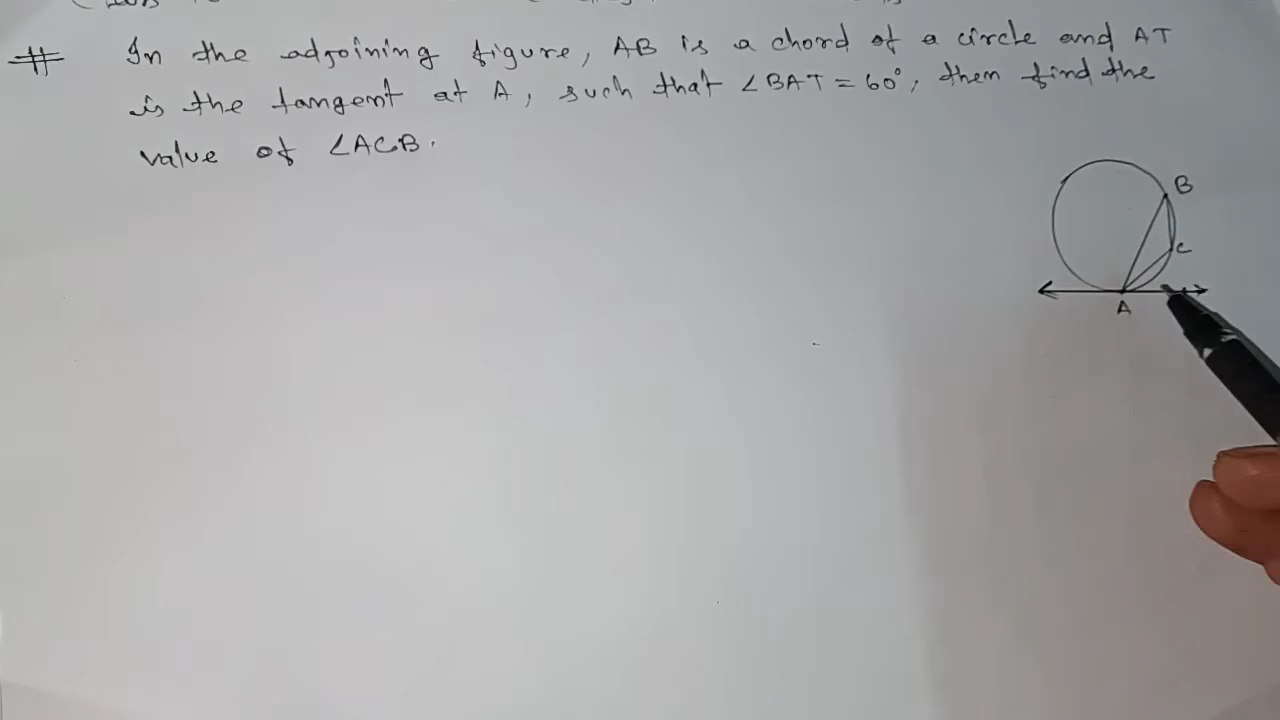 # In the adjoining figure, AB is a chord of a circle and AT
is the tangent at A, such that ∠BAT = 60°, then find the
value of ∠ACB.
B
C
A